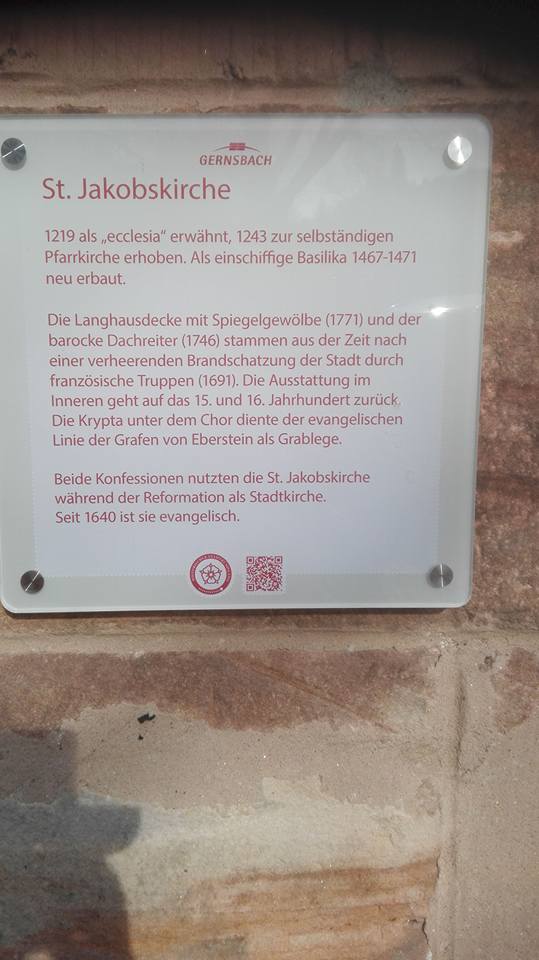 GERNSBACH
St. Jakobskirche
1219 als „ecclesia“ erwähnt, 1243 zur selbständigen
Pfarrkirche erhoben. Als einschiffige Basilika 1467-1471
neu erbaut.
Die Langhausdecke mit Spiegelgewölbe (1771) und der
barocke Dachreiter (1746) stammen aus der Zeit nach
einer verheerenden Brandschatzung der Stadt durch
französische Truppen (1691). Die Ausstattung im
Inneren geht auf das 15. und 16. Jahrhundert zurück.
Die Krypta unter dem Chor diente der evangelischen
Linie der Grafen von Eberstein als Grablege.
Beide Konfessionen nutzten die St. Jakobskirche
während der Reformation als Stadtkirche.
Seit 1640 ist sie evangelisch.